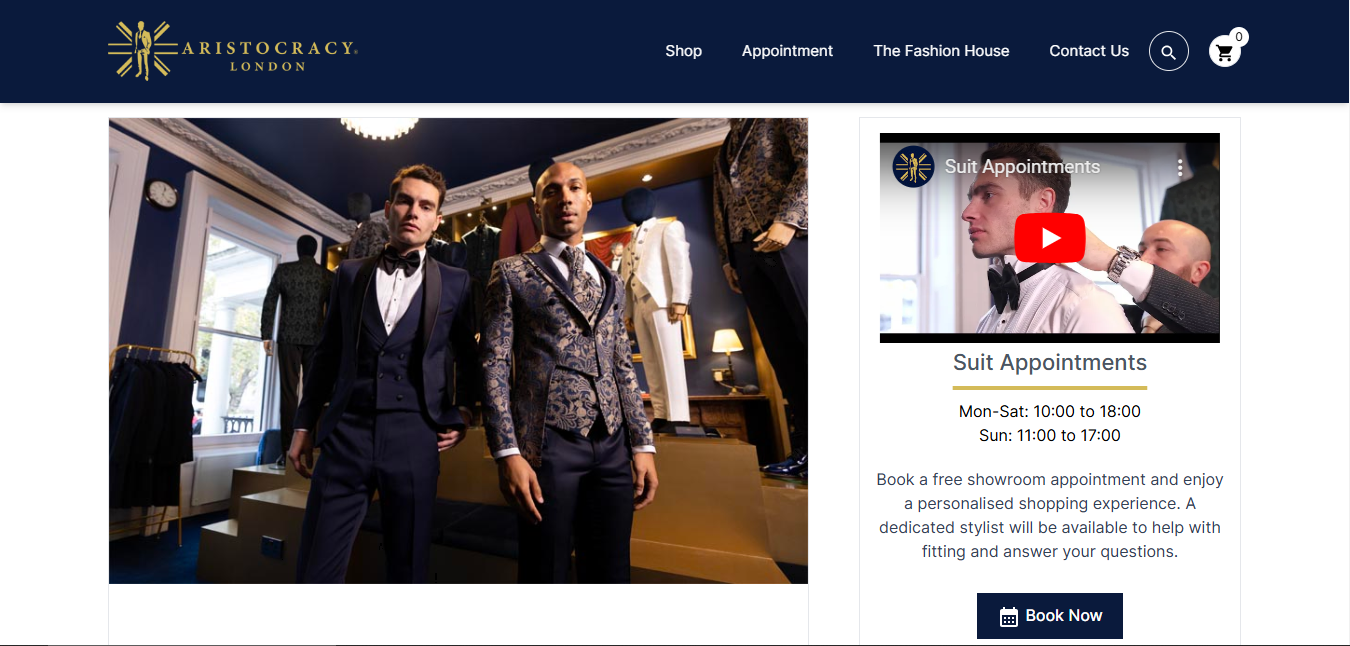 ARISTOCRACY
LONDON
Shop
Appointment
The Fashion House
Contact Us
0
Suit Appointments
Suit Appointments
Mon-Sat: 10:00 to 18:00
Sun: 11:00 to 17:00
Book a free showroom appointment and enjoy
a personalised shopping experience. A
dedicated stylist will be available to help with
fitting and answer your questions.
Book Now